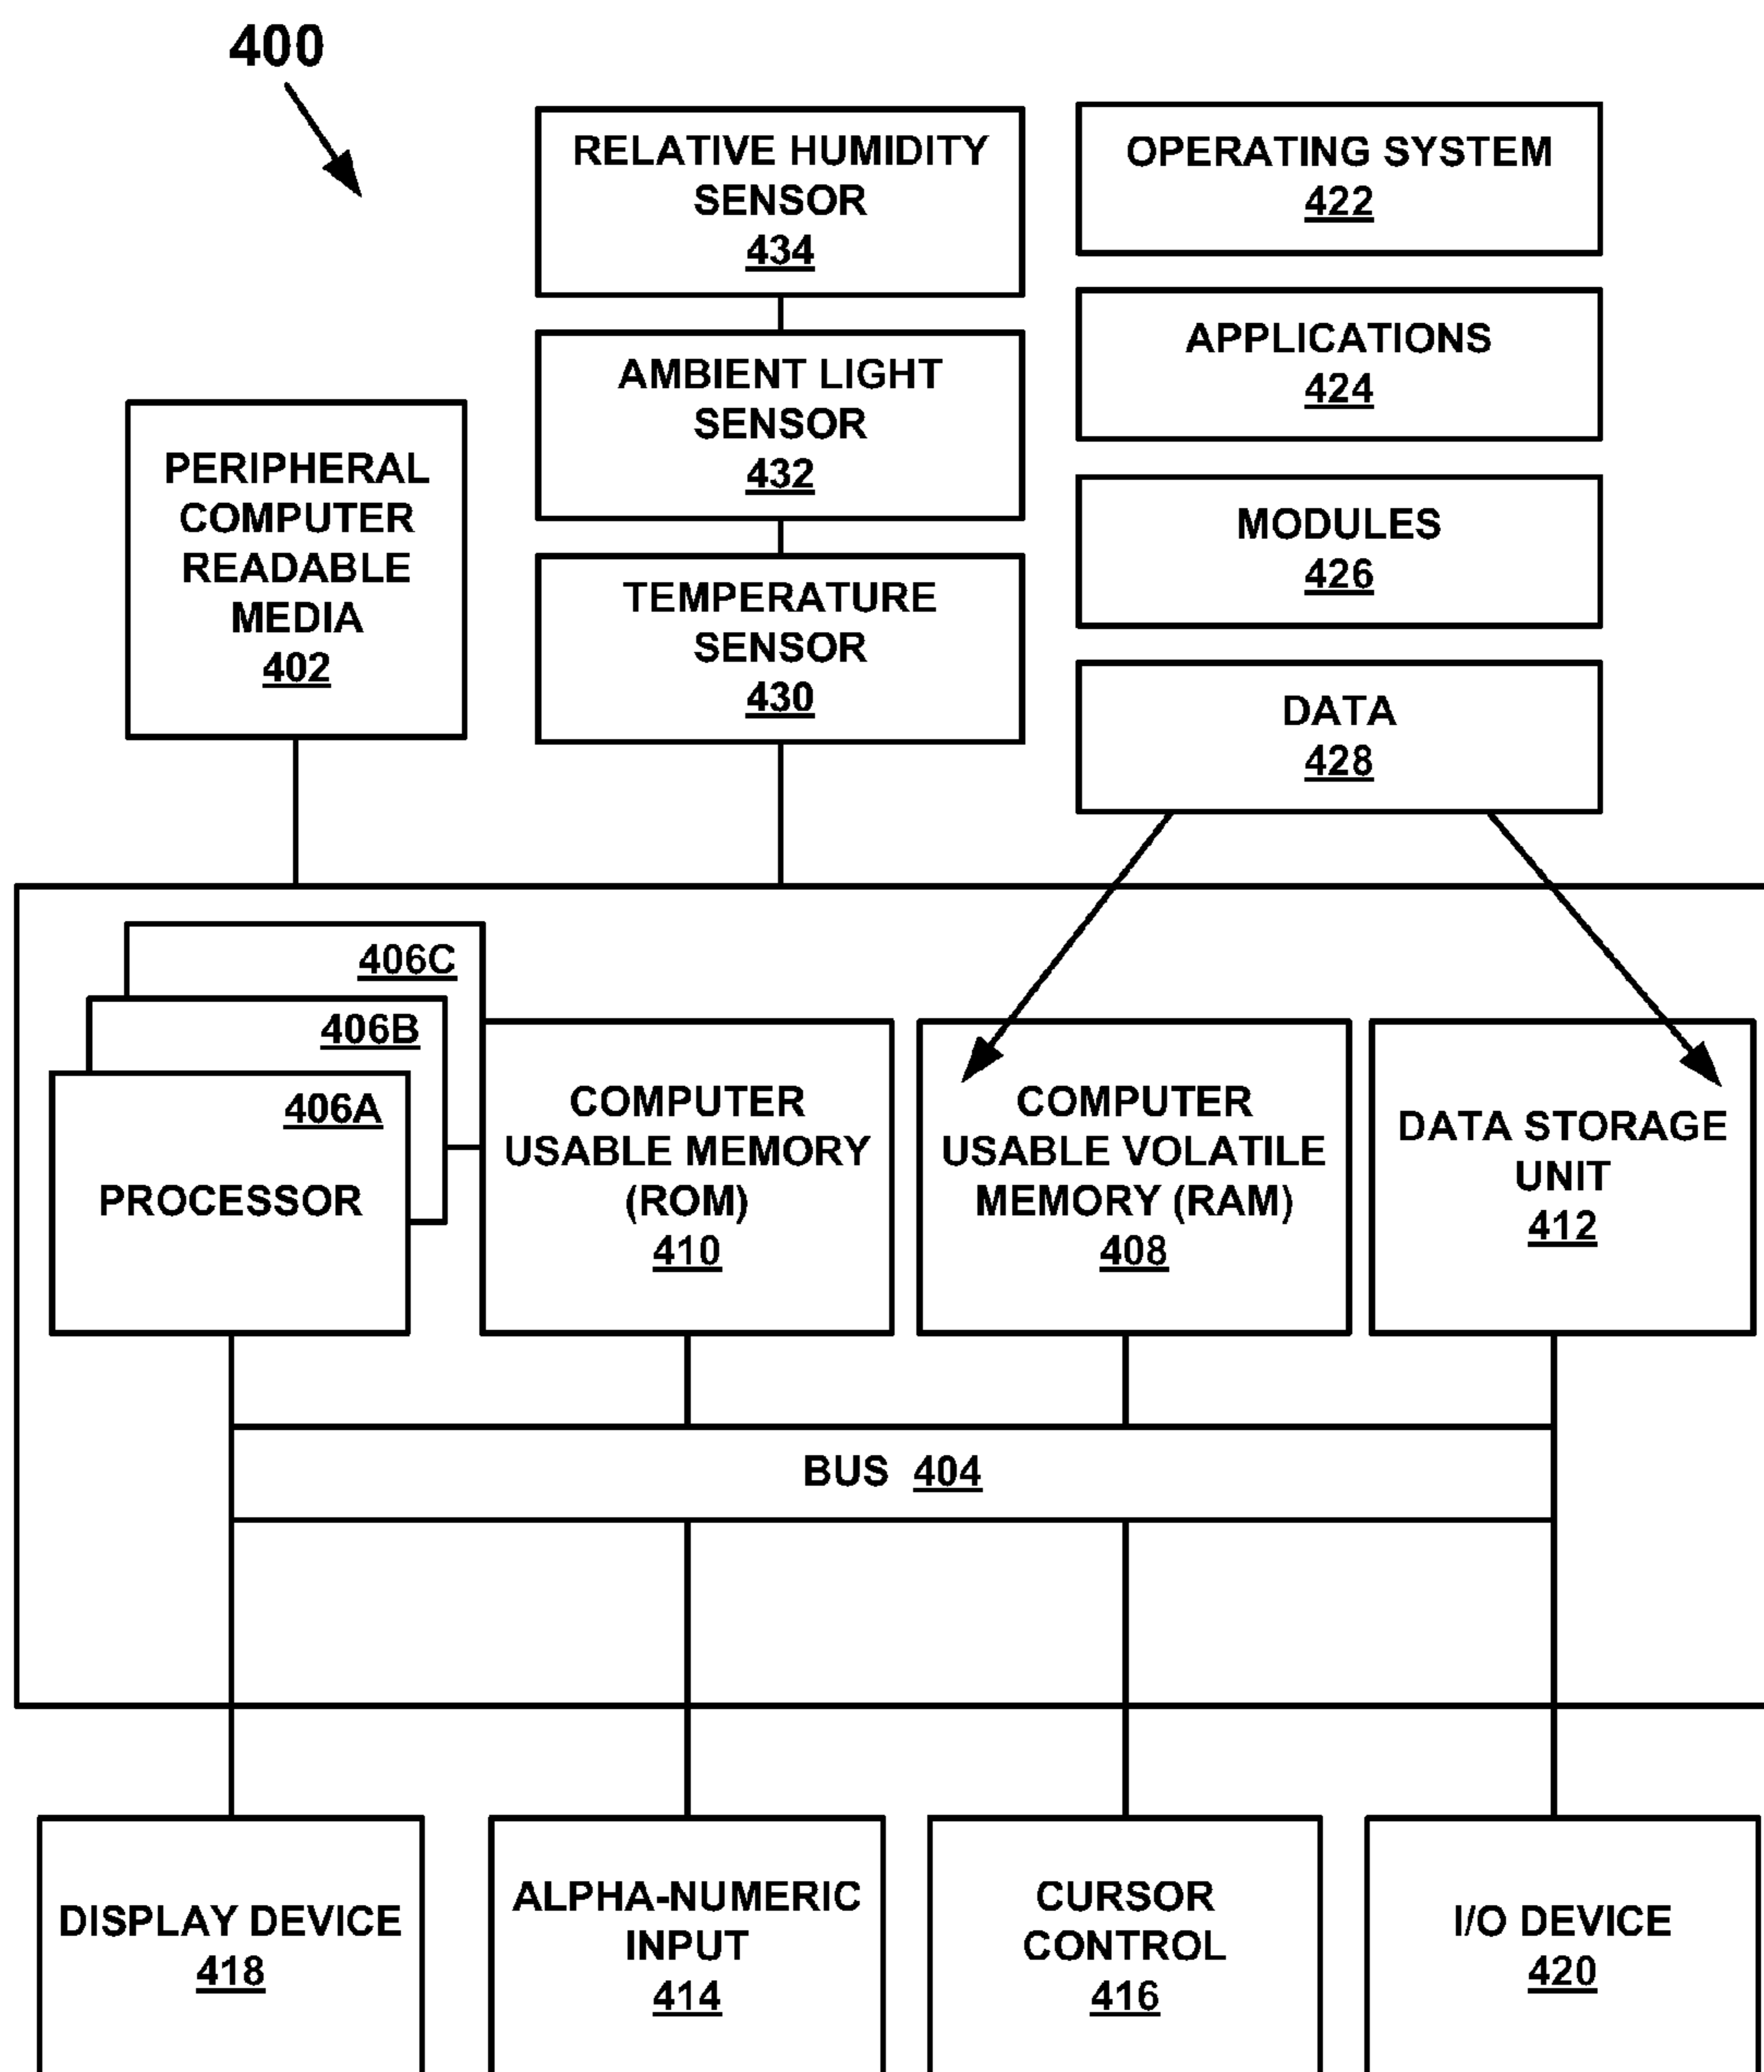 400
RELATIVE HUMIDITY
SENSOR
434
OPERATING SYSTEM
422
AMBIENT LIGHT
SENSOR
432
APPLICATIONS
424
PERIPHERAL
COMPUTER
READABLE
MEDIA
402
MODULES
426
TEMPERATURE
SENSOR
430
DATA
428
406C
406B
406A
PROCESSOR
COMPUTER
USABLE MEMORY
(ROM)
410
COMPUTER
USABLE VOLATILE
MEMORY (RAM)
408
DATA STORAGE
UNIT
412
BUS 404
DISPLAY DEVICE
418
ALPHA-NUMERIC
INPUT
414
CURSOR
CONTROL
416
I/O DEVICE
420